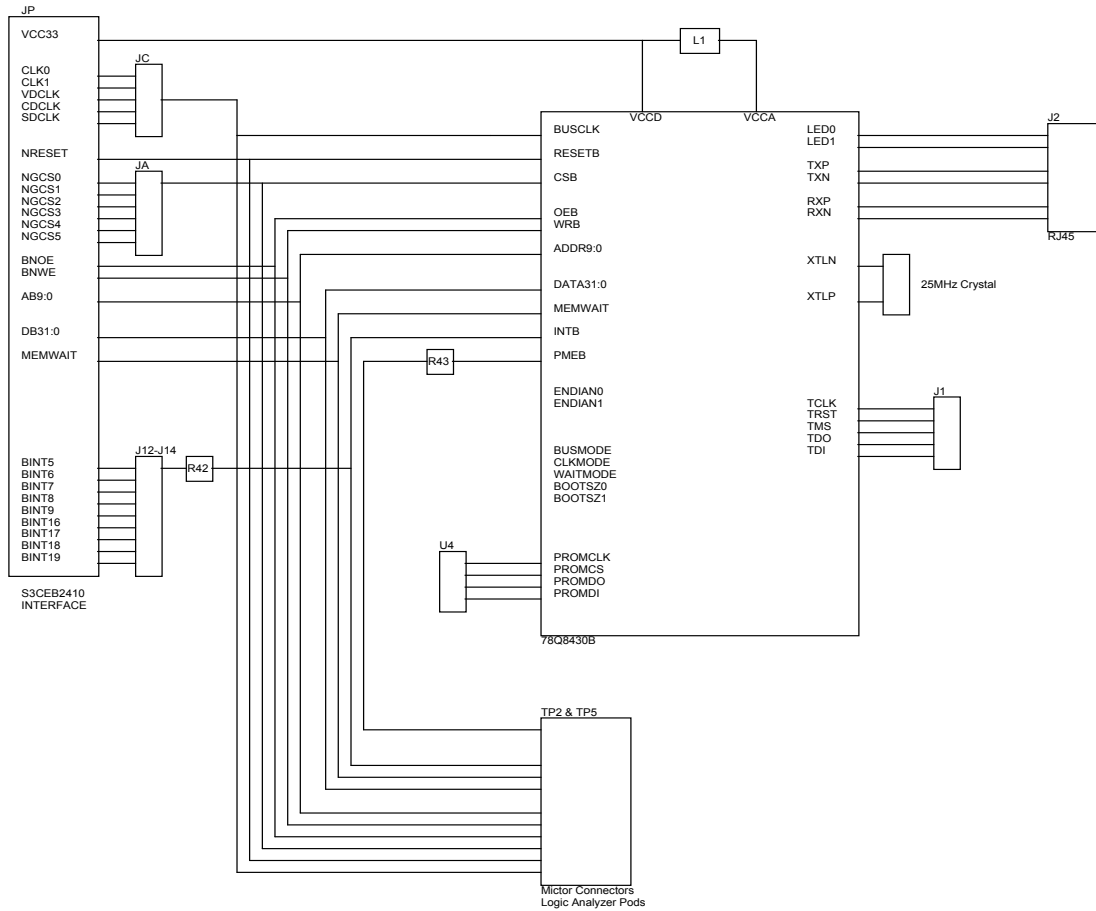 JP
VCC33
CLK0
CLK1
VDCLK
CDCLK
SDCLK
NRESET
NGCS0
NGCS1
NGCS2
NGCS3
NGCS4
NGCS5
BNOE
BNWE
AB9:0
DB31:0
MEMWAIT
BINT5
BINT6
BINT7
BINT8
BINT9
BINT16
BINT17
BINT18
BINT19
S3CEB2410
INTERFACE
JC
JA
J12-J14
R42
L1
R43
U4
VCCD
VCCA
BUSCLK
RESETB
CSB
OEB
WRB
ADDR9:0
DATA31:0
MEMWAIT
INTB
PMEB
ENDIAN0
ENDIAN1
BUSMODE
CLKMODE
WAITMODE
BOOTSZ0
BOOTSZ1
PROMCLK
PROMCS
PROMDO
PROMDI
78Q8430B
LED0
LED1
TXP
TXN
RXP
RXN
XTLN
XTLP
TCLK
TRST
TMS
TDO
TDI
J2
RJ45
25MHz Crystal
J1
TP2 & TP5
Mictor Connectors
Logic Analyzer Pods